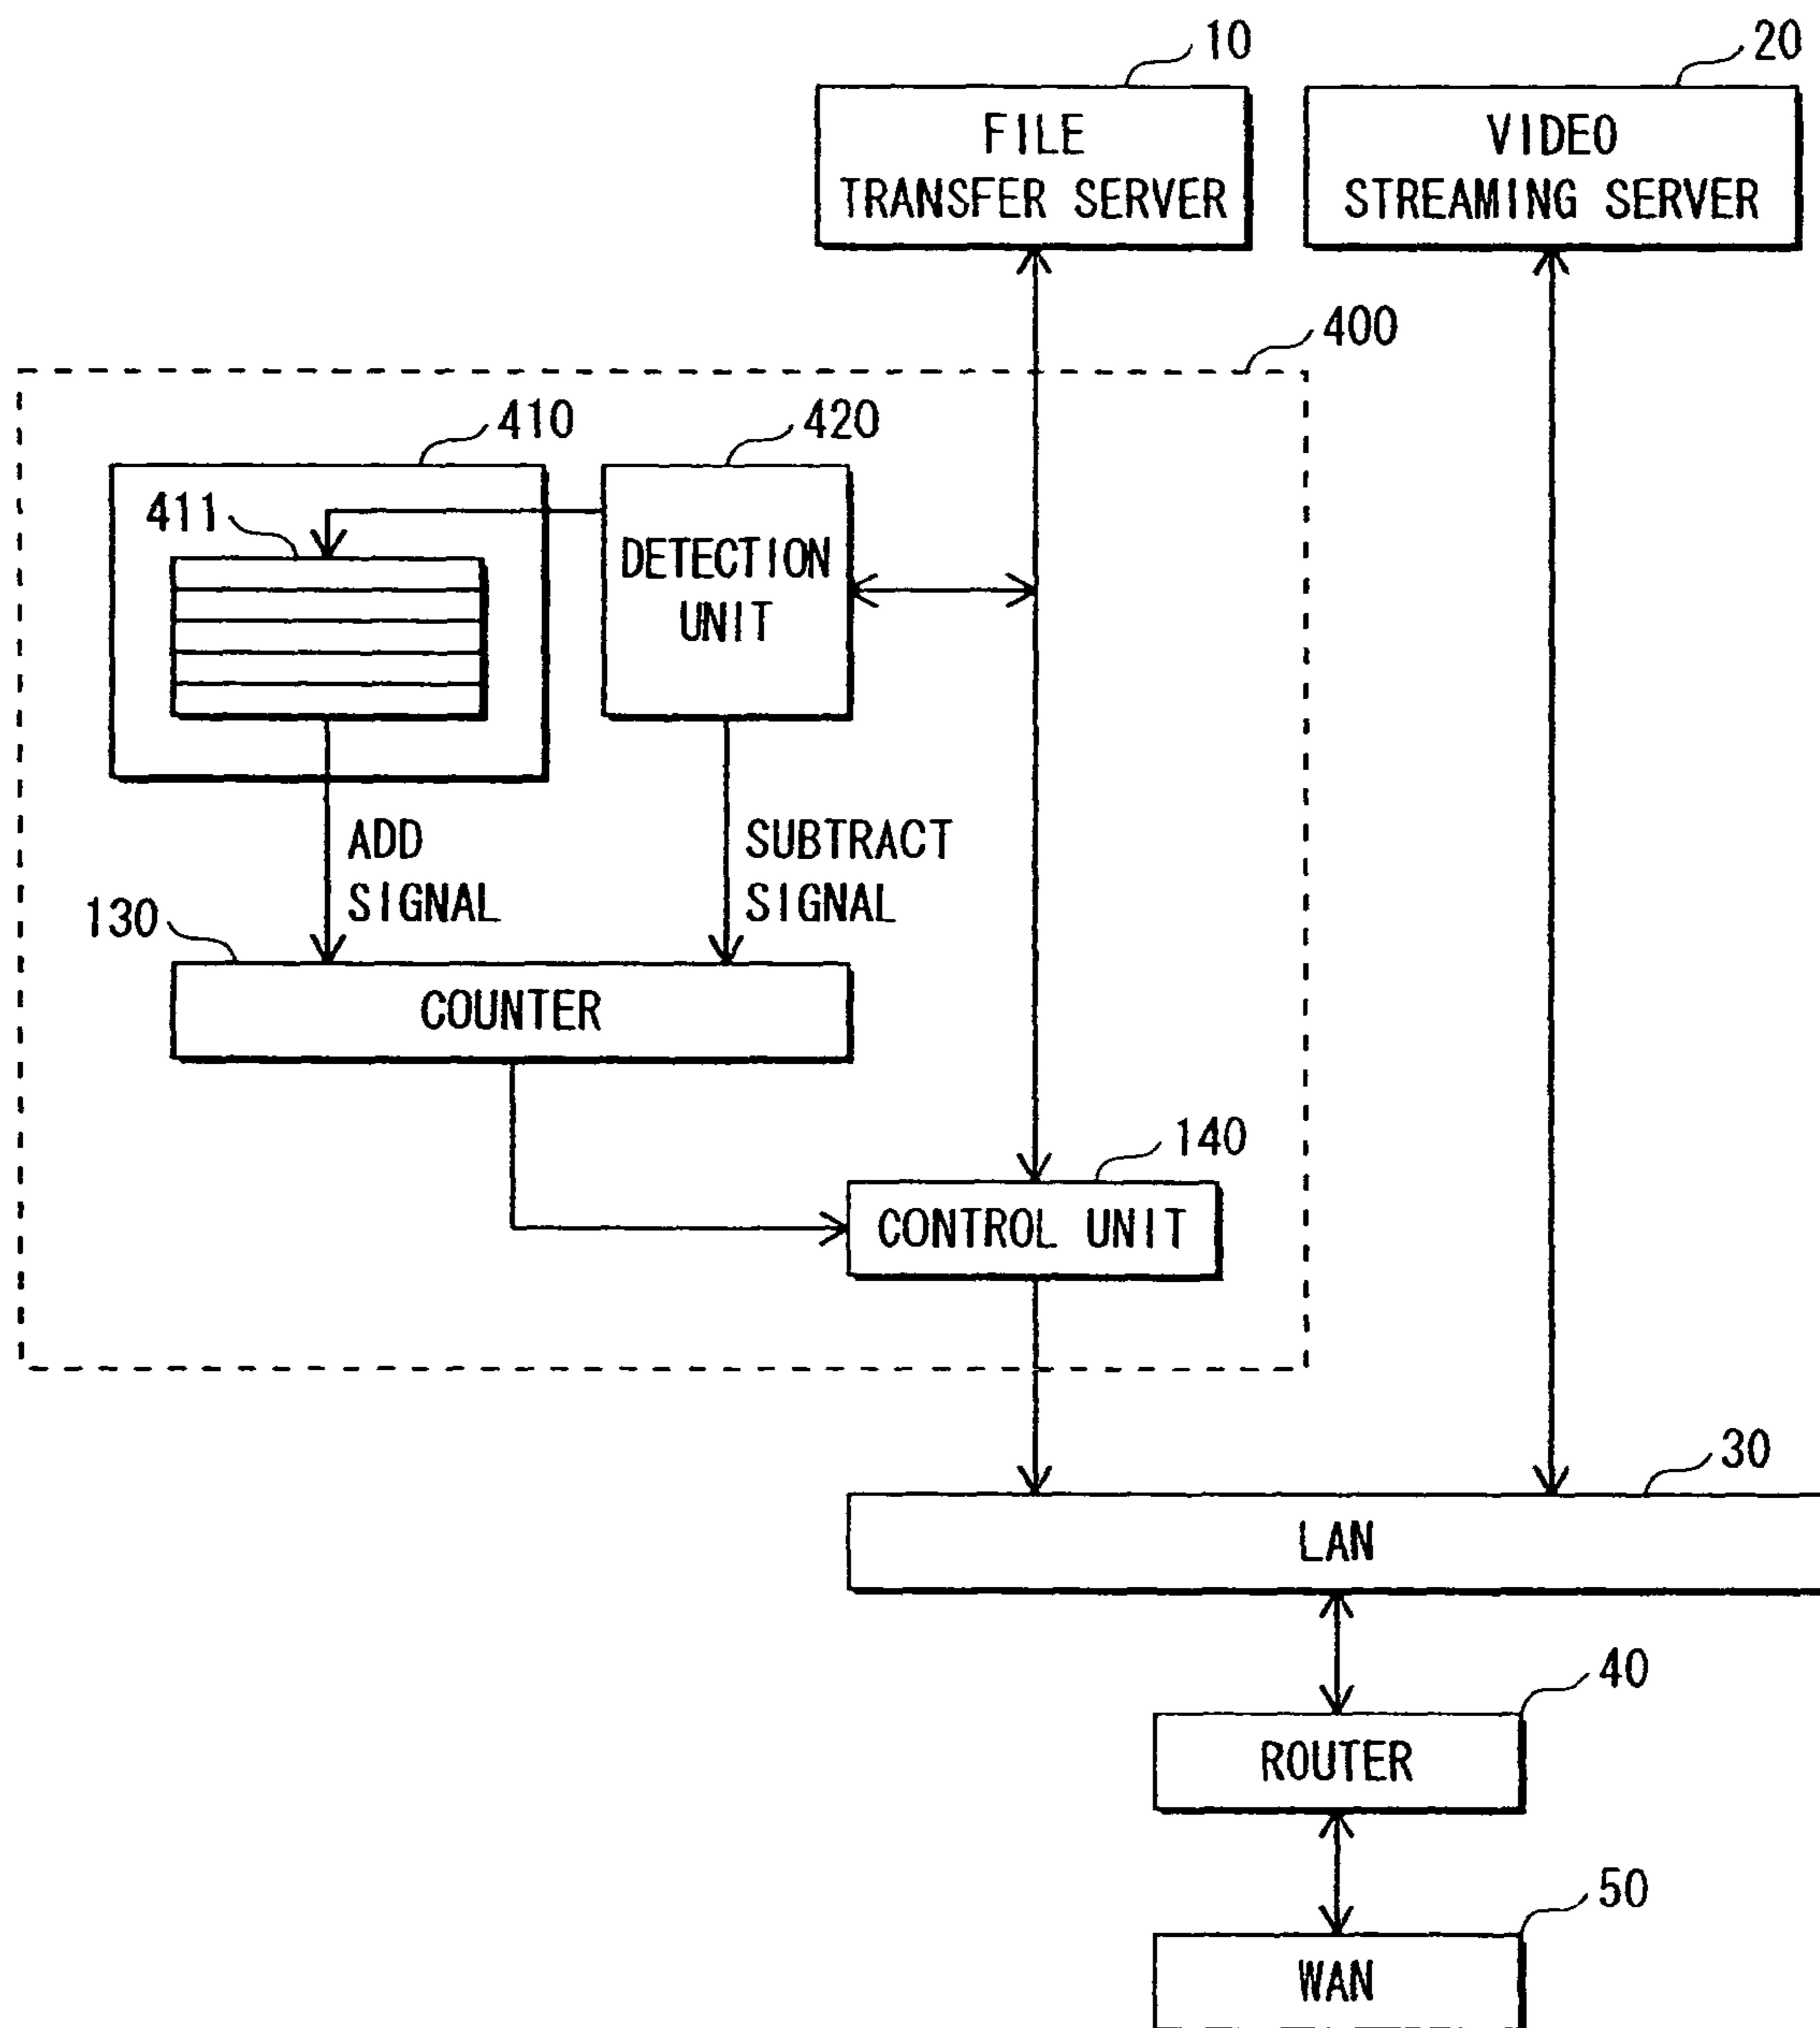 10
20
FILE
TRANSFER SERVER
VIDEO
STREAMING SERVER
400
410
420
411
DETECTION
UNIT
ADD
SIGNAL
SUBTRACT
SIGNAL
130
COUNTER
140
CONTROL UNIT
30
LAN
40
ROUTER
50
WAN